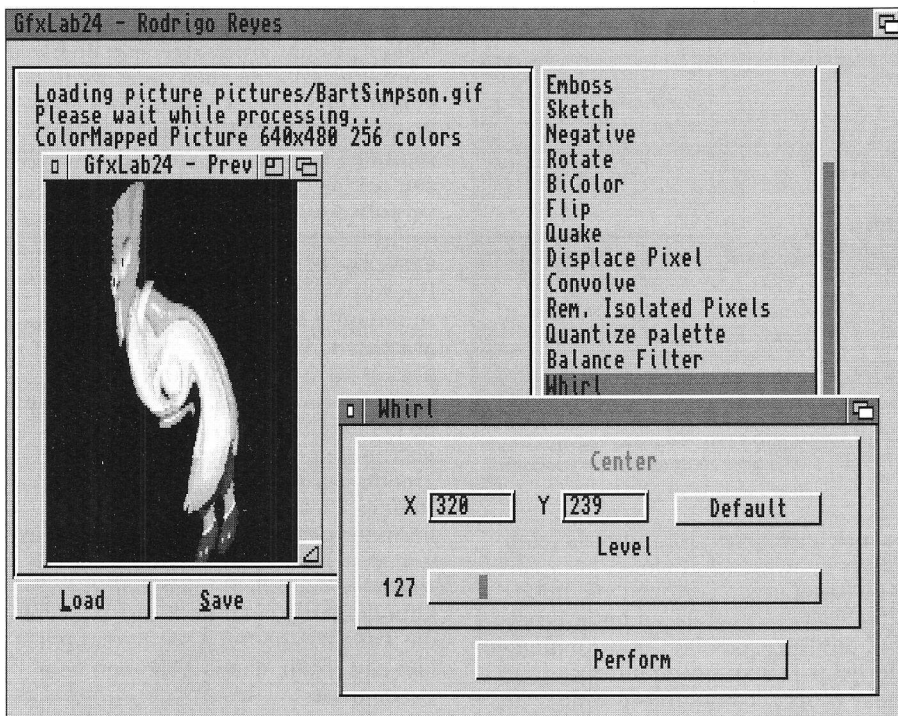 GfxLab24 - Rodrigo Reyes
Loading picture pictures/BartSimpson.gif
Please wait while processing...
ColorMapped Picture 640x480 256 colors
GfxLab24 - Prev
Emboss
Sketch
Negative
Rotate
BiColor
Flip
Quake
Displace Pixel
Convolve
Rem. Isolated Pixels
Quantize palette
Balance Filter
Whirl
Load
Save
Whirl
Center
X 320 Y 239 Default
Level
127
Perform